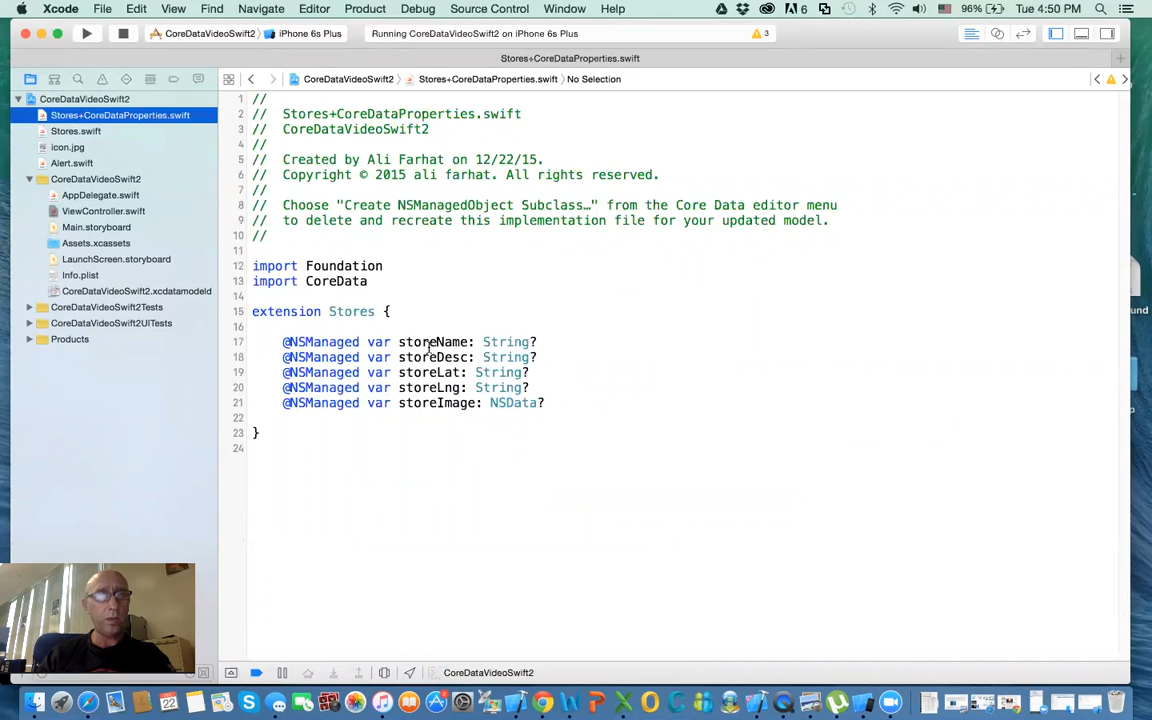 Xcode File Edit View Find Navigate Editor Product Debug Source Control Window Help 6 96% Tue 4:50 PM
CoreDataVideoSwift2 iPhone 6s Plus Running CoreDataVideoSwift2 on iPhone 6s Plus 3
Stores+CoreDataProperties.swift
CoreDataVideoSwift2 Stores+CoreDataProperties.swift No Selection
CoreDataVideoSwift2
Stores+CoreDataProperties.swift
Stores.swift
icon.jpg
Alert.swift
CoreDataVideoSwift2
AppDelegate.swift
ViewController.swift
Main.storyboard
Assets.xcassets
LaunchScreen.storyboard
Info.plist
CoreDataVideoSwift2.xcdatamodeld
CoreDataVideoSwift2Tests
CoreDataVideoSwift2UITests
Products
1 //
2 // Stores+CoreDataProperties.swift
3 // CoreDataVideoSwift2
4 //
5 // Created by Ali Farhat on 12/22/15.
6 // Copyright © 2015 ali farhat. All rights reserved.
7 //
8 // Choose "Create NSManagedObject Subclass…" from the Core Data editor menu
9 // to delete and recreate this implementation file for your updated model.
10 //
11
12 import Foundation
13 import CoreData
14
15 extension Stores {
16
17 @NSManaged var storeName: String?
18 @NSManaged var storeDesc: String?
19 @NSManaged var storeLat: String?
20 @NSManaged var storeLng: String?
21 @NSManaged var storeImage: NSData?
22
23 }
24
CoreDataVideoSwift2
und
22